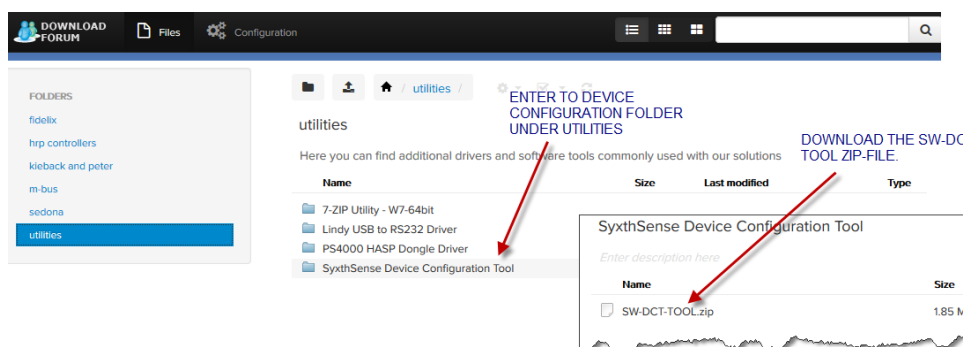 DOWNLOAD
FORUM
Files
Configuration
FOLDERS
fidelix
hrp controllers
kieback and peter
m-bus
sedona
utilities
/ utilities /
ENTER TO DEVICE
CONFIGURATION FOLDER
UNDER UTILITIES
utilities
DOWNLOAD THE SW-DC
TOOL ZIP-FILE.
Here you can find additional drivers and software tools commonly used with our solutions
Name Size Last modified Type
7-ZIP Utility - W7-64bit
Lindy USB to RS232 Driver
PS4000 HASP Dongle Driver
SyxthSense Device Configuration Tool
SyxthSense Device Configuration Tool
Enter description here
Name Size
SW-DCT-TOOL.zip 1.85 M